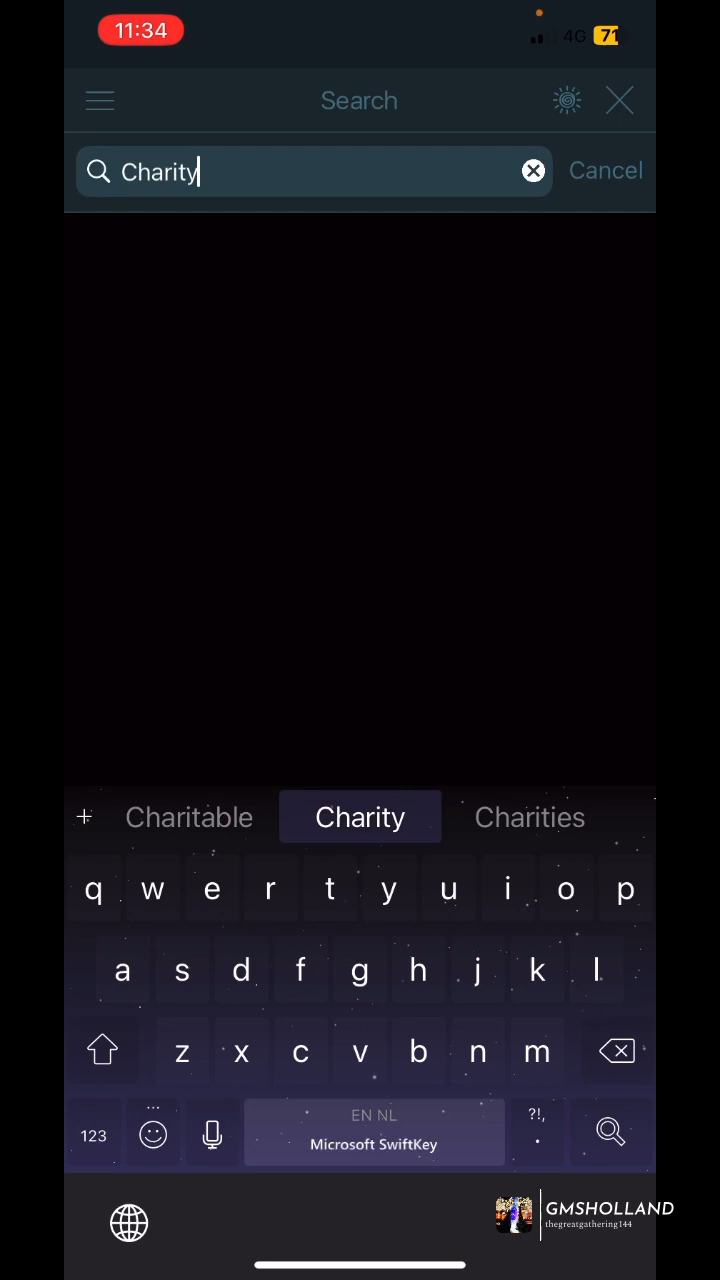 11:34
4G 71
Search
Charity
Cancel
+ Charitable Charity Charities
q w e r t y u i o p
a s d f g h j k l
z x c v b n m
123
EN NL
Microsoft SwiftKey
?!,
.
GMSHOLLAND
thegreatgathering144